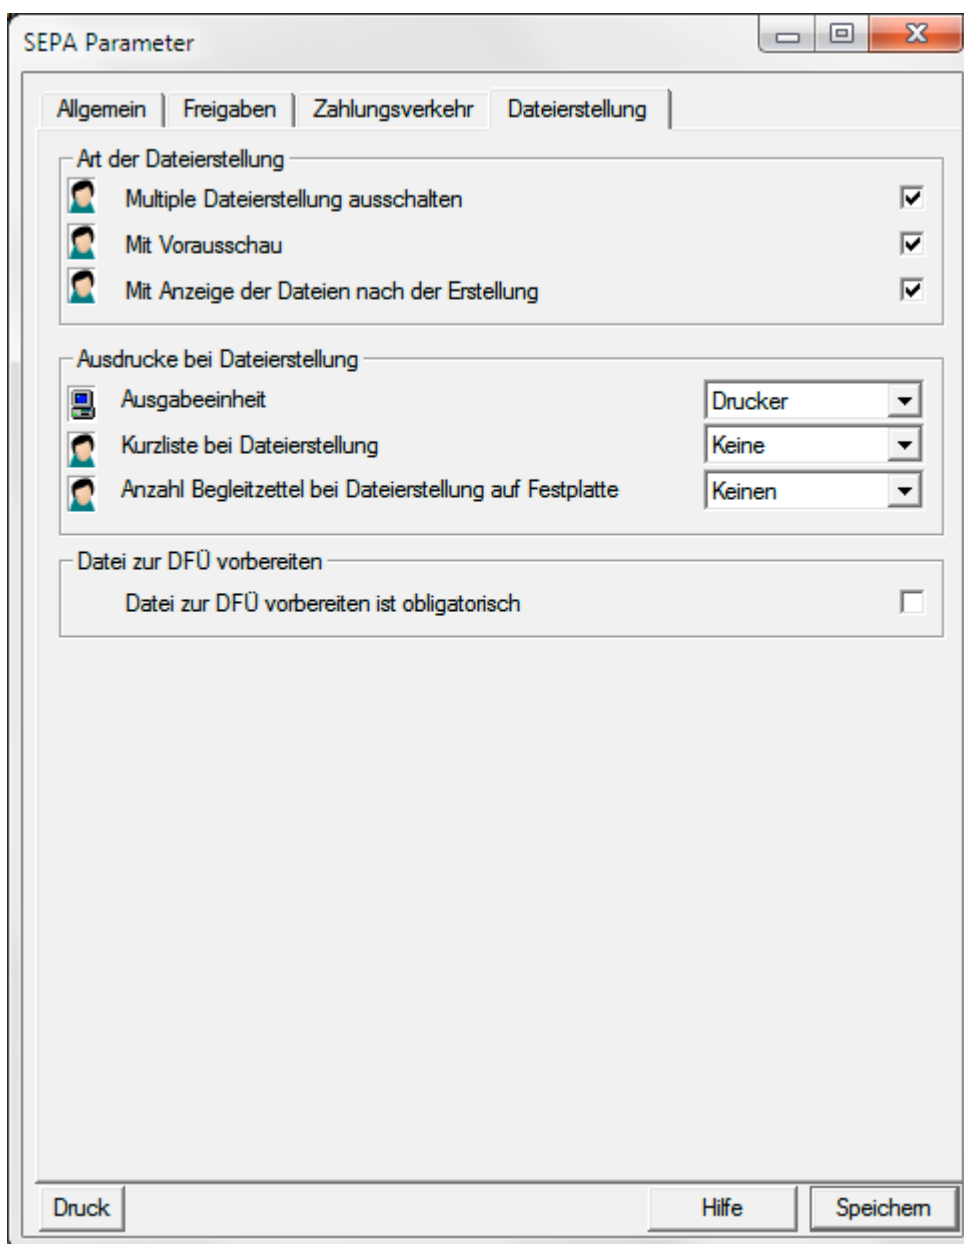 SEPA Parameter
Allgemein Freigaben Zahlungsverkehr Dateierstellung
Art der Dateierstellung
Multiple Dateierstellung ausschalten
Mit Vorausschau
Mit Anzeige der Dateien nach der Erstellung
Ausdrucke bei Dateierstellung
Ausgabeeinheit Drucker
Kurzliste bei Dateierstellung Keine
Anzahl Begleitzettel bei Dateierstellung auf Festplatte Keinen
Datei zur DFÜ vorbereiten
Datei zur DFÜ vorbereiten ist obligatorisch
Druck Hilfe Speichern